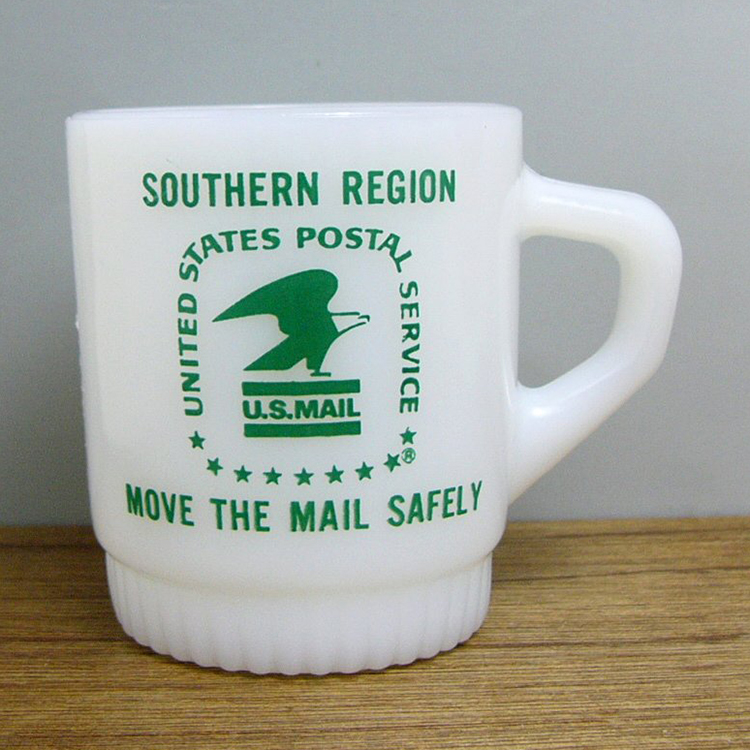 SOUTHERN REGION
UNITED STATES POSTAL SERVICE
U.S.MAIL
®
MOVE THE MAIL SAFELY